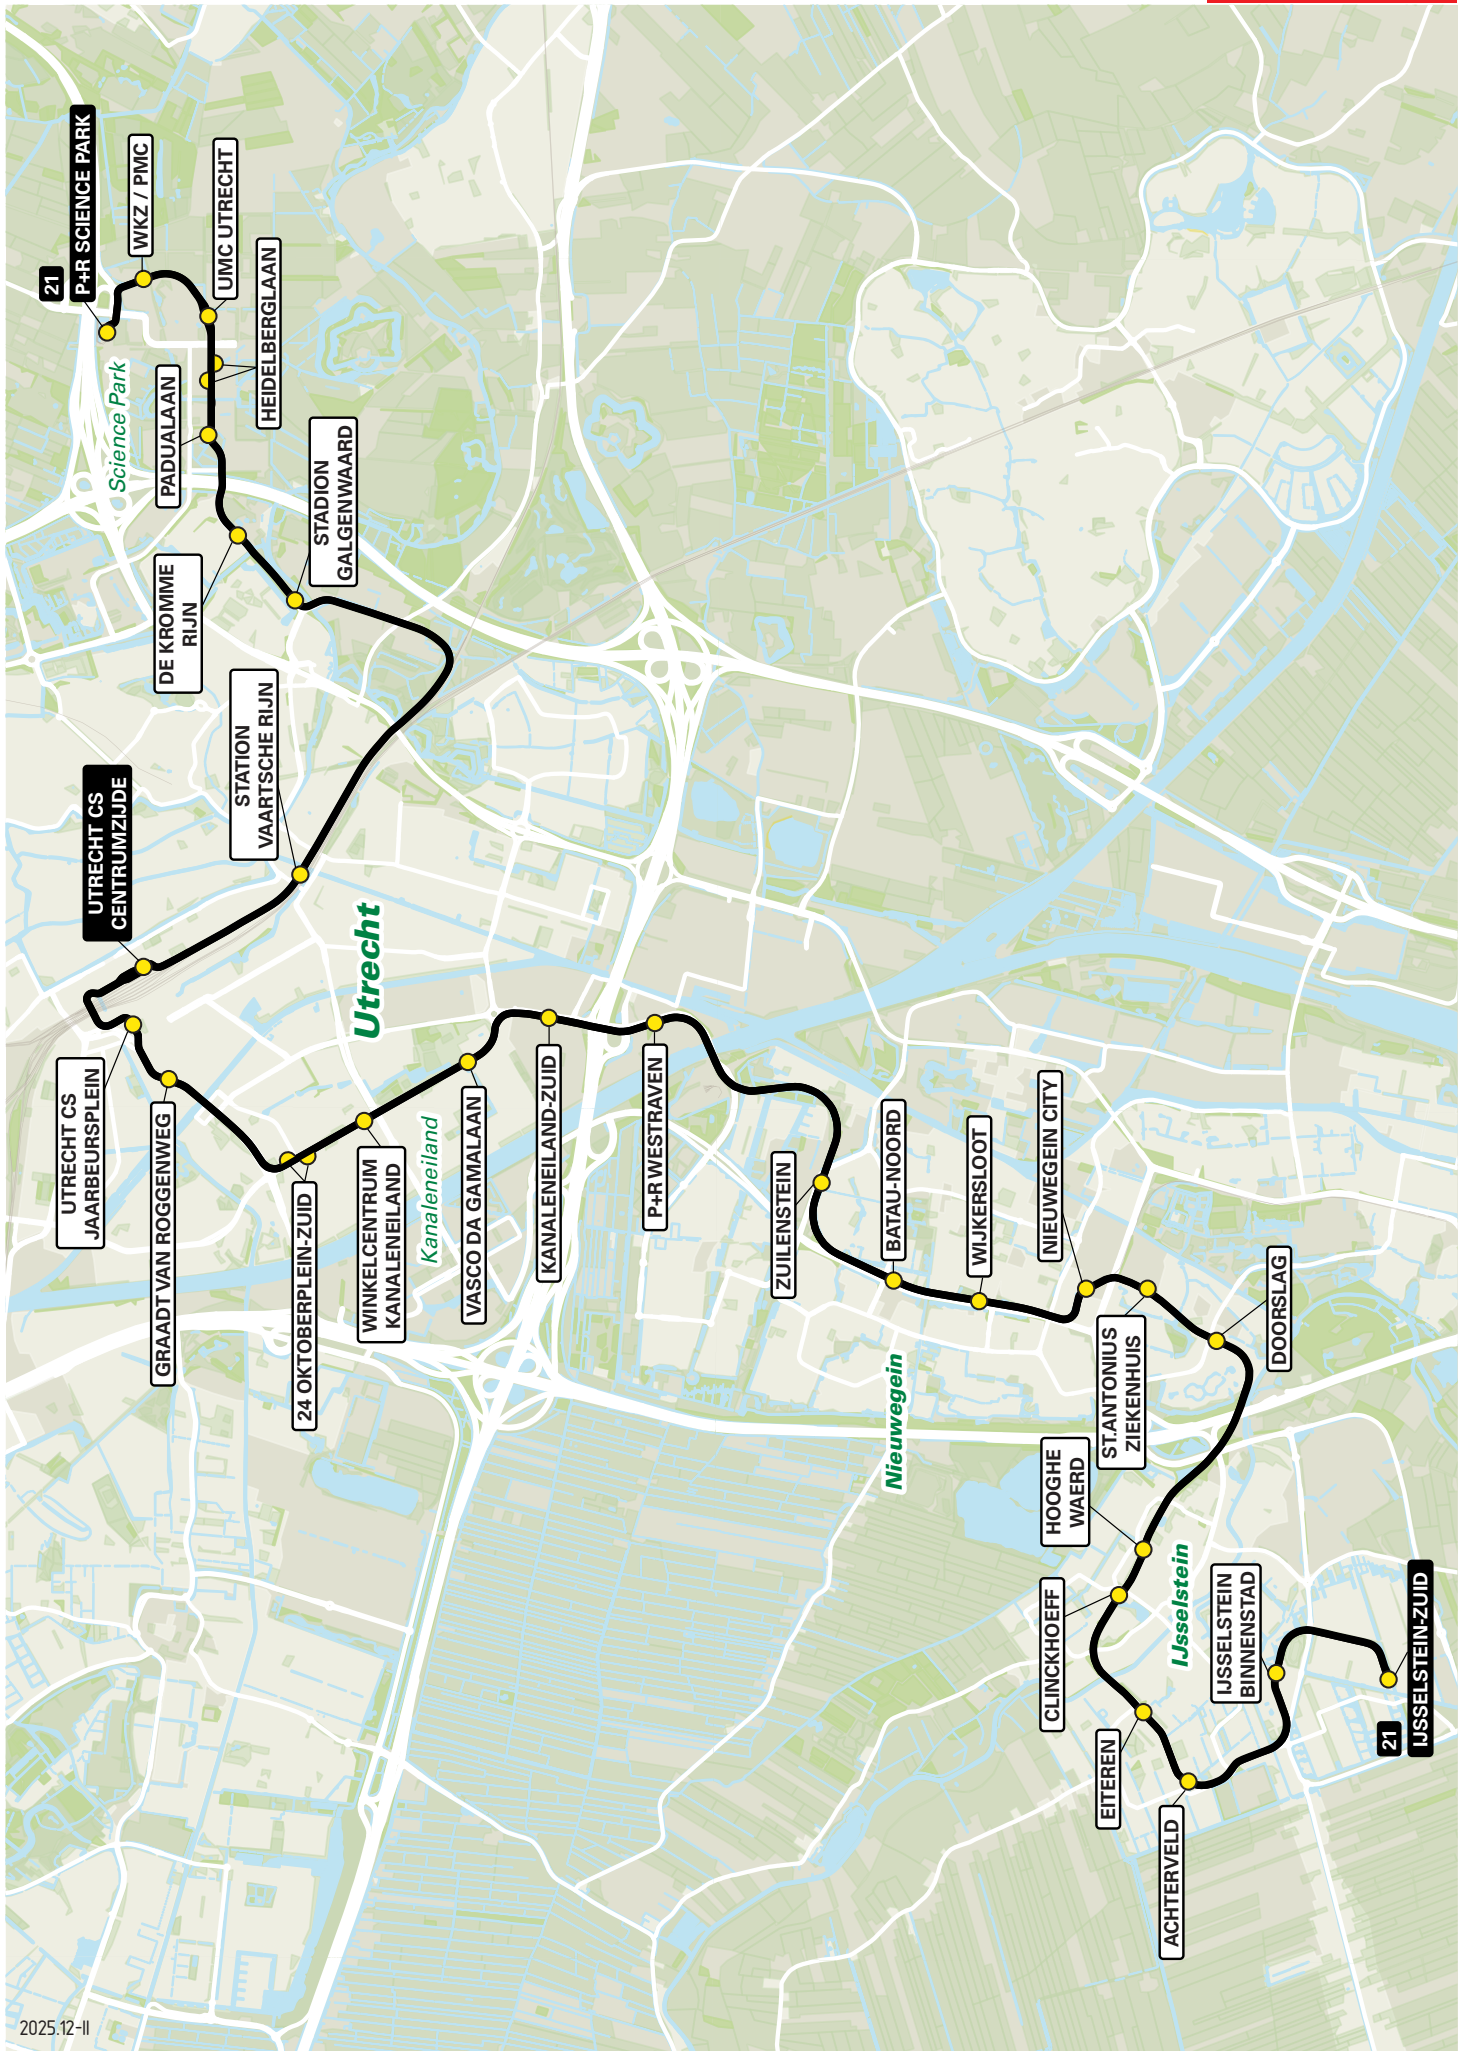 21
P+R SCIENCE PARK
WKZ / PMC
UMC UTRECHT
HEIDELBERGLAAN
Science Park
PADUALAAN
DE KROMME
RIJN
STADION
GALGENWAARD
STATION
VAARTSCHE RIJN
UTRECHT CS
CENTRUMZIJDE
Utrecht
UTRECHT CS
JAARBEURSPLEIN
GRAADT VAN ROGGENWEG
24 OKTOBERPLEIN-ZUID
WINKELCENTRUM
KANALENEILAND
Kanaleneiland
VASCO DA GAMALAAN
KANALENEILAND-ZUID
P+R WESTRAVEN
ZUILENSTEIN
BATAU-NOORD
WIJKERSLOOT
NIEUWEGEIN CITY
Nieuwegein
ST.ANTONIUS
ZIEKENHUIS
DOORSLAG
HOOGHE
WAERD
CLINCKHOEFF
IJsselstein
EITEREN
ACHTERVELD
IJSSELSTEIN
BINNENSTAD
21
IJSSELSTEIN-ZUID
2025.12-II